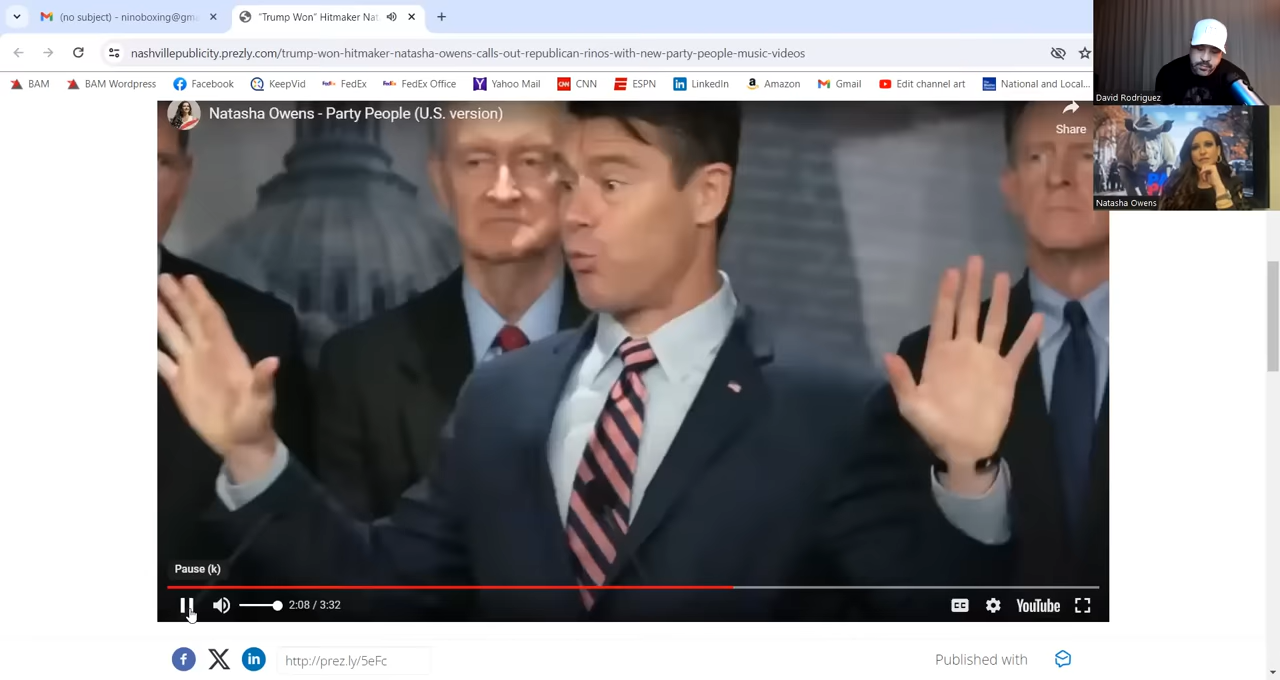 (no subject) - ninoboxing@gm
"Trump Won" Hitmaker Nat
nashvillepublicity.prezly.com/trump-won-hitmaker-natasha-owens-calls-out-republican-rinos-with-new-party-people-music-videos
BAM
BAM Wordpress
Facebook
KeepVid
FedEx
FedEx Office
Yahoo Mail
CNN
ESPN
LinkedIn
Amazon
Gmail
Edit channel art
National and Local...
David Rodriguez
Natasha Owens - Party People (U.S. version)
Share
Natasha Owens
Pause (k)
2:08 / 3:32
CC
YouTube
http://prez.ly/5eFc
Published with